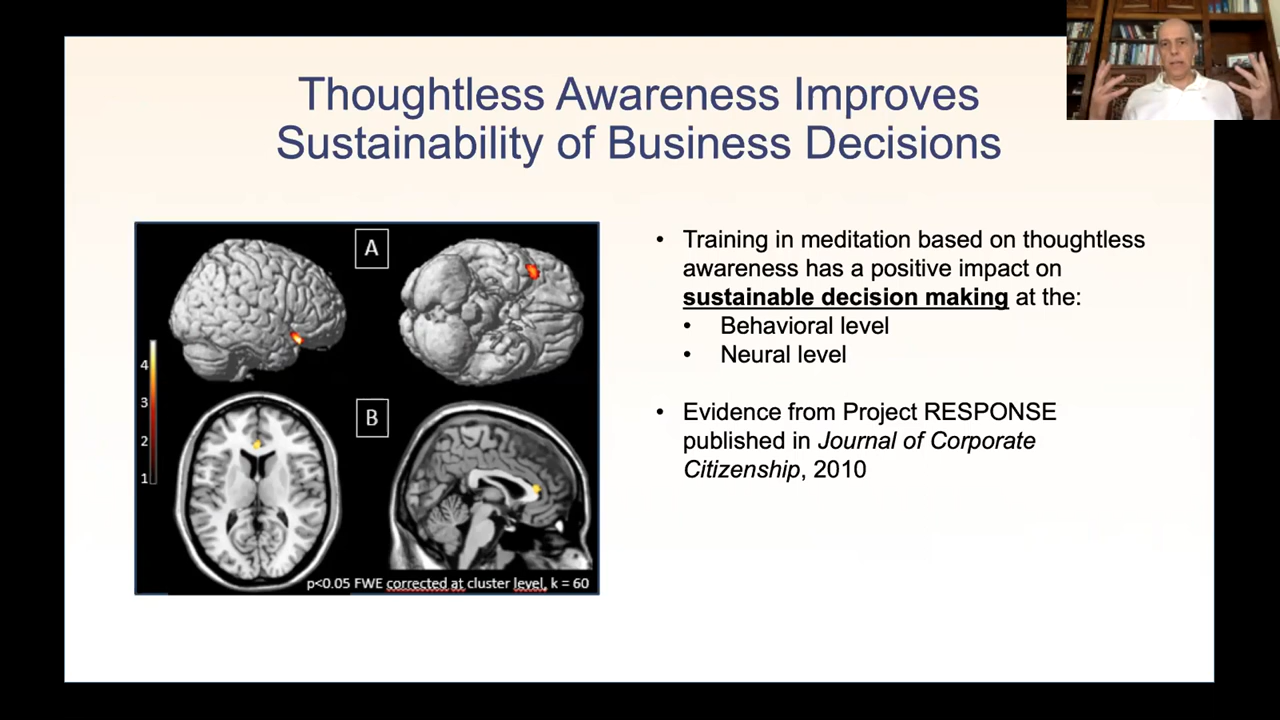 Thoughtless Awareness Improves
Sustainability of Business Decisions
A
4
3
2
1
B
p<0.05 FWE corrected at cluster level, k = 60
• Training in meditation based on thoughtless
awareness has a positive impact on
sustainable decision making at the:
• Behavioral level
• Neural level
• Evidence from Project RESPONSE
published in Journal of Corporate
Citizenship, 2010